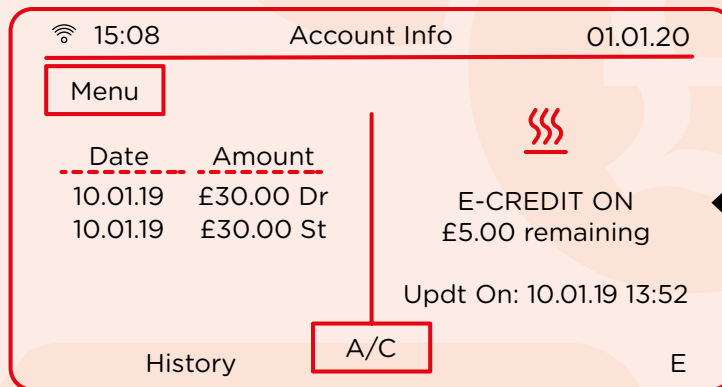 15:08 Account Info 01.01.20
Menu
Date Amount
10.01.19 £30.00 Dr
10.01.19 £30.00 St
E-CREDIT ON
£5.00 remaining
Updt On: 10.01.19 13:52
History A/C E